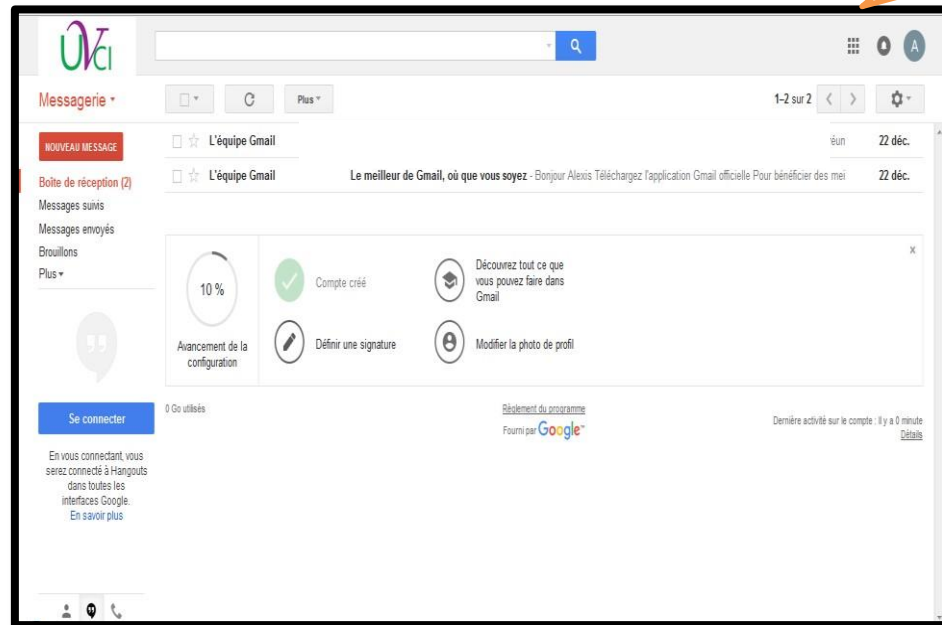 UVCI
Messagerie
Plus
1–2 sur 2
NOUVEAU MESSAGE
L'équipe Gmail
22 déc.
Boîte de réception (2)
L'équipe Gmail
Le meilleur de Gmail, où que vous soyez - Bonjour Alexis Téléchargez l'application Gmail officielle Pour bénéficier des mei
22 déc.
Messages suivis
Messages envoyés
Brouillons
Plus
10 %
Avancement de la
configuration
Compte créé
Découvrez tout ce que
vous pouvez faire dans
Gmail
x
Définir une signature
Modifier la photo de profil
Se connecter
En vous connectant, vous
serez connecté à Hangouts
dans toutes les
interfaces Google.
En savoir plus
0 Go utilisés
Règlement du programme
Fourni par Google™
Dernière activité sur le compte : Il y a 0 minute
Détails
A